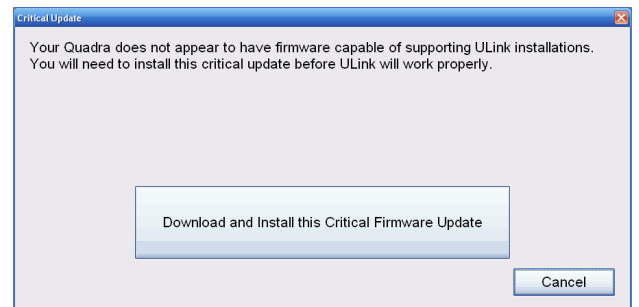 Critical Update
Your Quadra does not appear to have firmware capable of supporting ULink installations.
You will need to install this critical update before ULink will work properly.
Download and Install this Critical Firmware Update
Cancel